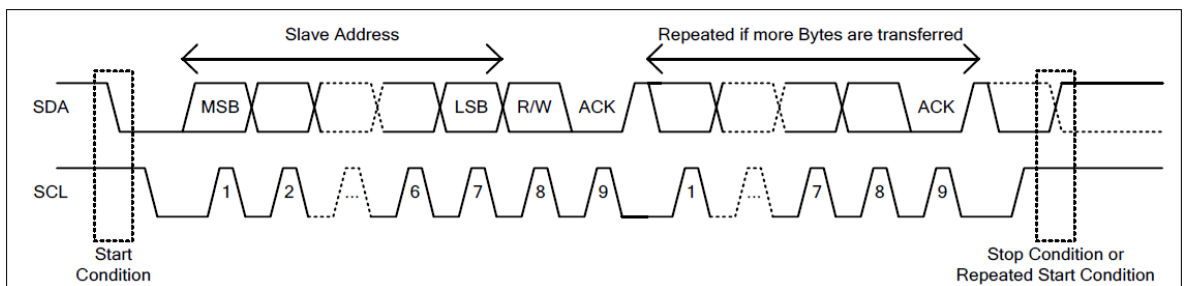 Slave Address
Repeated if more Bytes are transferred
SDA
MSB
LSB
R/W
ACK
ACK
SCL
1
2
...
6
7
8
9
1
...
7
8
9
Start
Condition
Stop Condition or
Repeated Start Condition